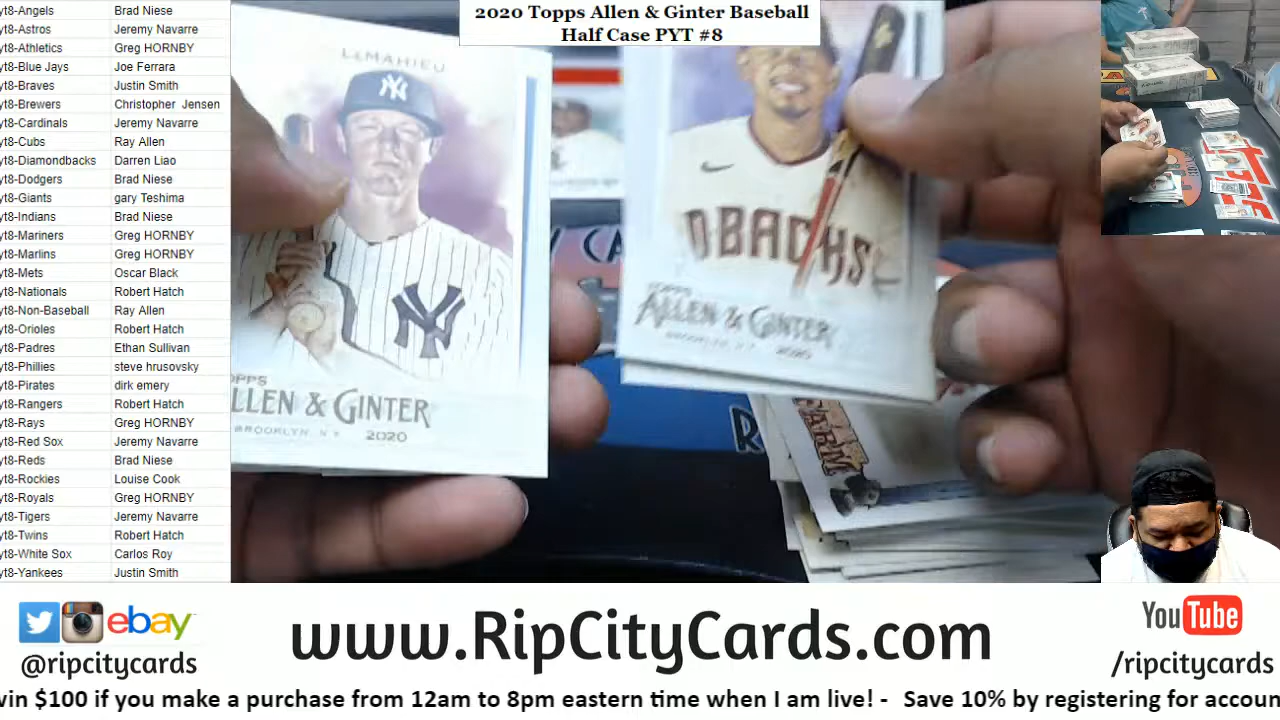 yt8-Angels Brad Niese
yt8-Astros Jeremy Navarre
yt8-Athletics Greg HORNBY
yt8-Blue Jays Joe Ferrara
yt8-Braves Justin Smith
yt8-Brewers Christopher Jensen
yt8-Cardinals Jeremy Navarre
yt8-Cubs Ray Allen
yt8-Diamondbacks Darren Liao
yt8-Dodgers Brad Niese
yt8-Giants gary Teshima
yt8-Indians Brad Niese
yt8-Mariners Greg HORNBY
yt8-Marlins Greg HORNBY
yt8-Mets Oscar Black
yt8-Nationals Robert Hatch
yt8-Non-Baseball Ray Allen
yt8-Orioles Robert Hatch
yt8-Padres Ethan Sullivan
yt8-Phillies steve hrusovsky
yt8-Pirates dirk emery
yt8-Rangers Robert Hatch
yt8-Rays Greg HORNBY
yt8-Red Sox Jeremy Navarre
yt8-Reds Brad Niese
yt8-Rockies Louise Cook
yt8-Royals Greg HORNBY
yt8-Tigers Jeremy Navarre
yt8-Twins Robert Hatch
yt8-White Sox Carlos Roy
yt8-Yankees Justin Smith
2020 Topps Allen & Ginter Baseball
Half Case PYT #8
LEMAHIEU
NY
NY
OPPS
LLEN & GINTER
BROOKLYN, N.Y. 2020
DBACKS
TOPPS
ALLEN & GINTER
BROOKLYN, N.Y. 2020
CA
R
ARM
ebay
@ripcitycards
www.RipCityCards.com
YouTube
/ripcitycards
win $100 if you make a purchase from 12am to 8pm eastern time when I am live! - Save 10% by registering for accoun